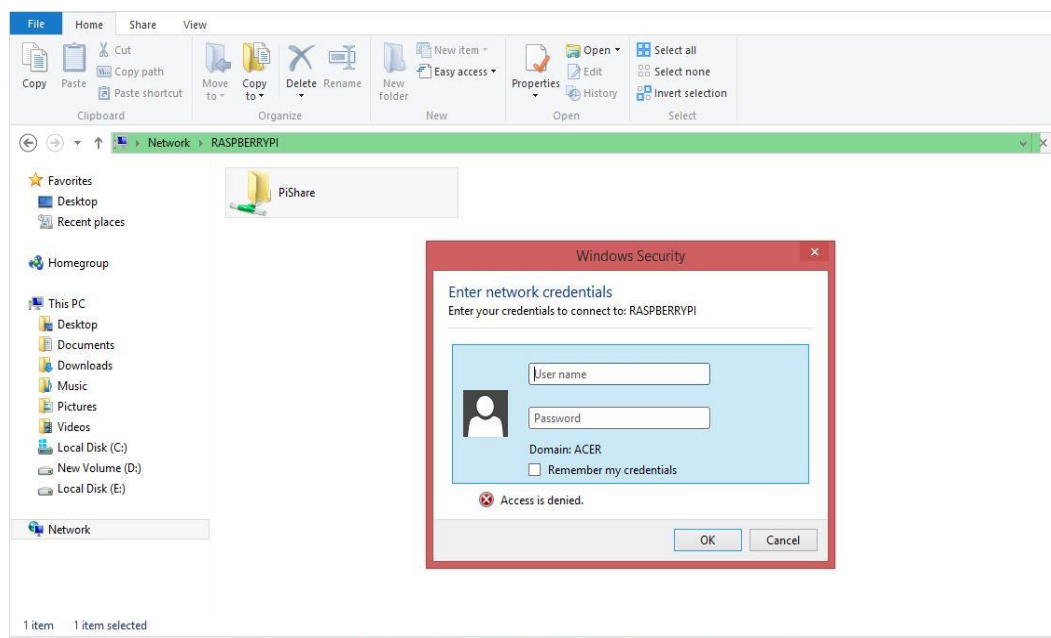 File Home Share View
Copy
Paste
Cut
Copy path
Paste shortcut
Clipboard
Move to
Copy to
Delete
Rename
Organize
New folder
New item
Easy access
New
Properties
Open
Edit
History
Open
Select all
Select none
Invert selection
Select
Network RASPBERRYPI
Favorites
Desktop
Recent places
Homegroup
This PC
Desktop
Documents
Downloads
Music
Pictures
Videos
Local Disk (C:)
New Volume (D:)
Local Disk (E:)
Network
PiShare
Windows Security
Enter network credentials
Enter your credentials to connect to: RASPBERRYPI
User name
Password
Domain: ACER
Remember my credentials
Access is denied.
OK Cancel
1 item 1 item selected